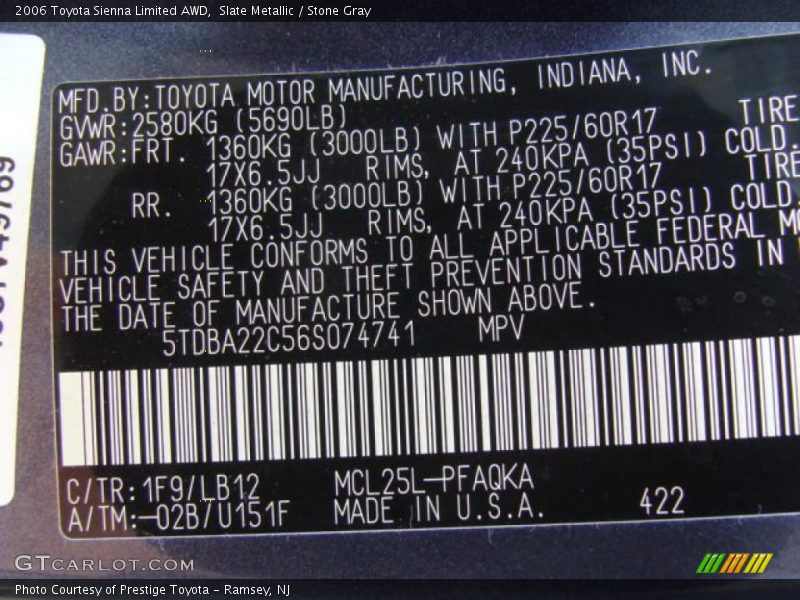 2006 Toyota Sienna Limited AWD,  Slate Metallic / Stone Gray
MFD.BY:TOYOTA MOTOR MANUFACTURING, INDIANA, INC.
GVWR:2580KG (5690LB)
GAWR:FRT. 1360KG (3000LB) WITH P225/60R17 TIRE
17X6.5JJ RIMS, AT 240KPA (35PSI) COLD.
RR. 1360KG (3000LB) WITH P225/60R17 TIRE
17X6.5JJ RIMS, AT 240KPA (35PSI) COLD.
THIS VEHICLE CONFORMS TO ALL APPLICABLE FEDERAL
VEHICLE SAFETY AND THEFT PREVENTION STANDARDS IN
THE DATE OF MANUFACTURE SHOWN ABOVE.
5TDBA22C56S074741 MPV
C/TR:1F9/LB12 MCL25L-PFAQKA
A/TM:-02B/U151F MADE IN U.S.A. 422
GTCARLOT.COM
Photo Courtesy of Prestige Toyota - Ramsey, NJ